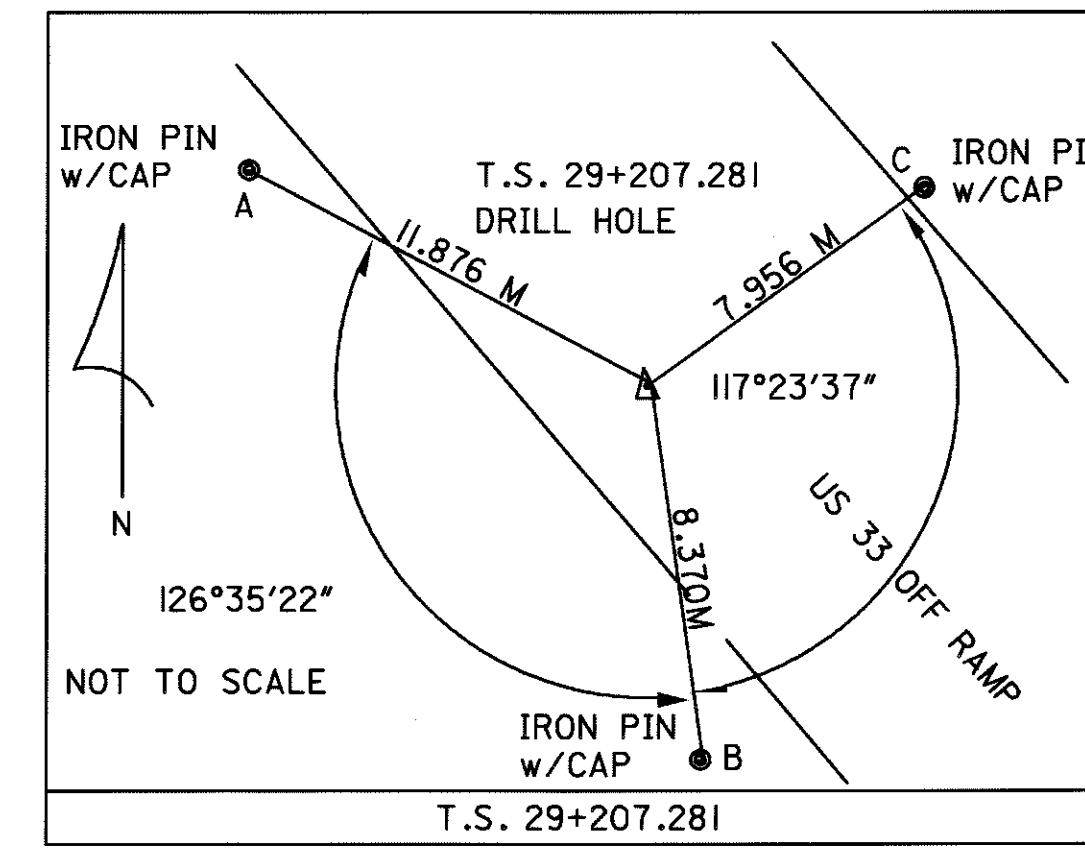 IRON PIN
w/CAP
A
T.S. 29+207.281
DRILL HOLE
C
w/CAP
IRON
11.876 M
7.956 M
117°23'37"
N
126°35'22"
8.370M
US 33 OFF RAMP
NOT TO SCALE
IRON PIN
w/CAP
B
T.S. 29+207.281